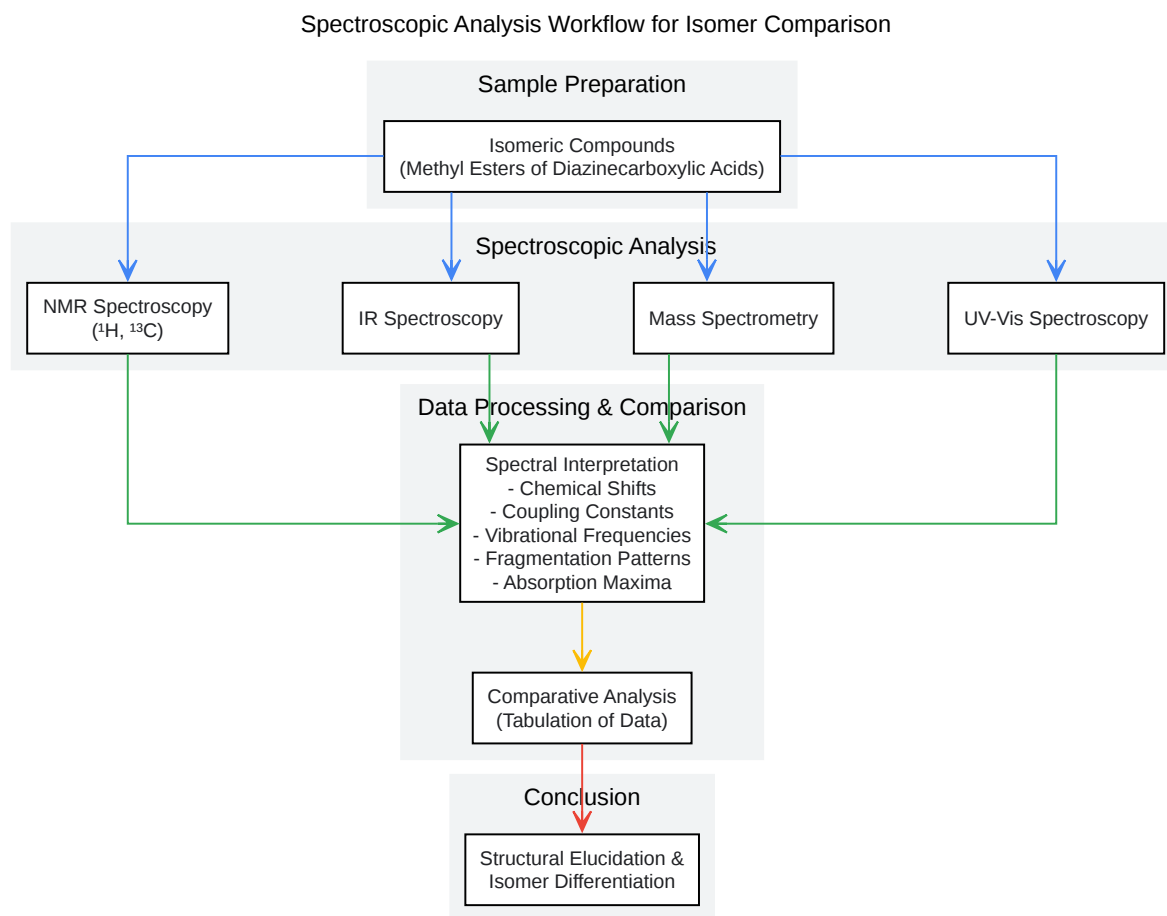 Spectroscopic Analysis Workflow for Isomer Comparison
Sample Preparation
Isomeric Compounds
(Methyl Esters of Diazinecarboxylic Acids)
Spectroscopic Analysis
NMR Spectroscopy
(¹H, ¹³C)
IR Spectroscopy
Mass Spectrometry
UV-Vis Spectroscopy
Data Processing & Comparison
Spectral Interpretation
- Chemical Shifts
- Coupling Constants
- Vibrational Frequencies
- Fragmentation Patterns
- Absorption Maxima
Comparative Analysis
(Tabulation of Data)
Conclusion
Structural Elucidation &
Isomer Differentiation